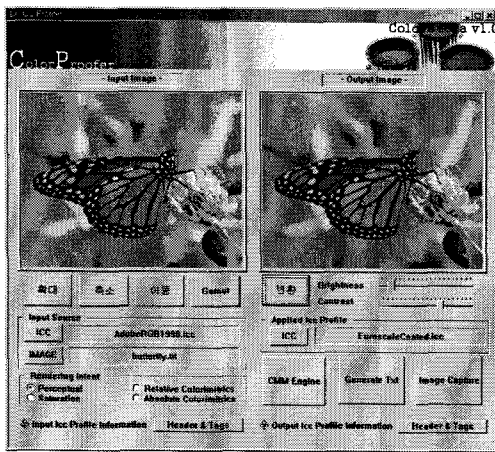 ColorProofer
- Input Image -
- Output Image -
확대 축소 이동 Gamut
변환 Brightness
Contrast
Input Source
ICC AdobeRGB1998.icc
IMAGE butterfly.txt
Applied Icc Profile
ICC EuroscaleCoated.icc
Rendering Intent
Perceptual Relative Colorimetrics
Saturation Absolute Colorimetrics
CMM Engine Generate Txt Image Capture
Input Icc Profile Information Header & Tags
Output Icc Profile Information Header & Tags